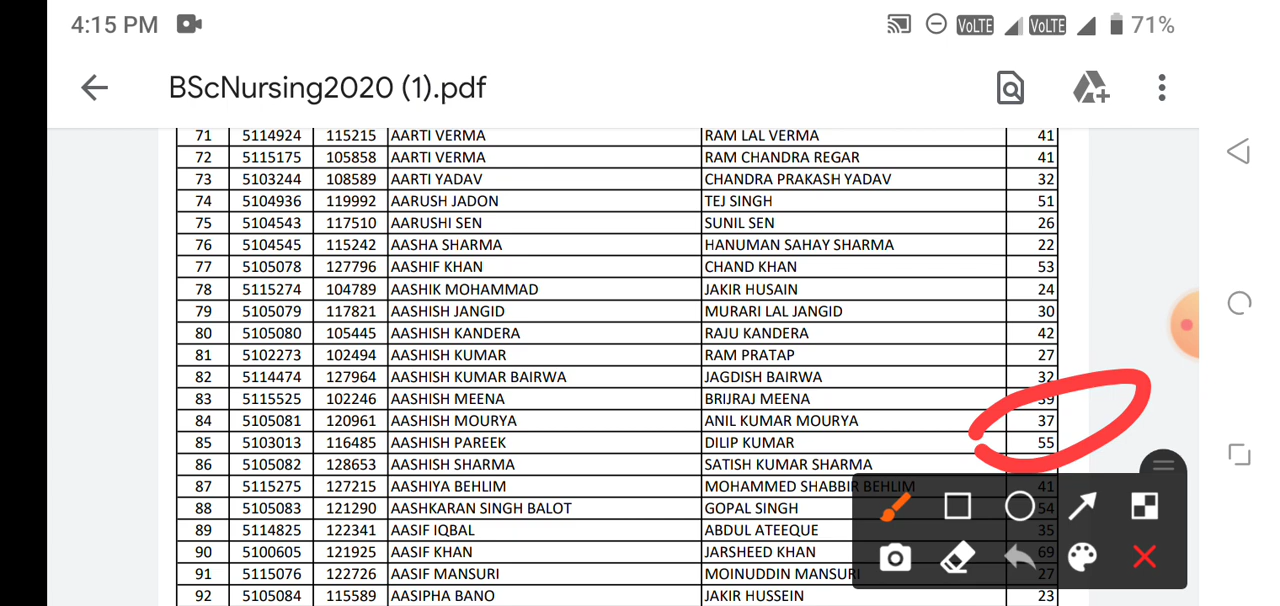 4:15 PM VoLTE VoLTE 71%
BScNursing2020 (1).pdf
71 5114924 115215 AARTI VERMA RAM LAL VERMA 41
72 5115175 105858 AARTI VERMA RAM CHANDRA REGAR 41
73 5103244 108589 AARTI YADAV CHANDRA PRAKASH YADAV 32
74 5104936 119992 AARUSH JADON TEJ SINGH 51
75 5104543 117510 AARUSHI SEN SUNIL SEN 26
76 5104545 115242 AASHA SHARMA HANUMAN SAHAY SHARMA 22
77 5105078 127796 AASHIF KHAN CHAND KHAN 53
78 5115274 104789 AASHIK MOHAMMAD JAKIR HUSAIN 24
79 5105079 117821 AASHISH JANGID MURARI LAL JANGID 30
80 5105080 105445 AASHISH KANDERA RAJU KANDERA 42
81 5102273 102494 AASHISH KUMAR RAM PRATAP 27
82 5114474 127964 AASHISH KUMAR BAIRWA JAGDISH BAIRWA 32
83 5115525 102246 AASHISH MEENA BRIJRAJ MEENA 39
84 5105081 120961 AASHISH MOURYA ANIL KUMAR MOURYA 37
85 5103013 116485 AASHISH PAREEK DILIP KUMAR 55
86 5105082 128653 AASHISH SHARMA SATISH KUMAR SHARMA
87 5115275 127215 AASHIYA BEHLIM MOHAMMED SHABBIR BEHLIM 41
88 5105083 121290 AASHKARAN SINGH BALOT GOPAL SINGH 54
89 5114825 122341 AASIF IQBAL ABDUL ATEEQUE 35
90 5100605 121925 AASIF KHAN JARSHEED KHAN 69
91 5115076 122726 AASIF MANSURI MOINUDDIN MANSURI 27
92 5105084 115589 AASIPHA BANO JAKIR HUSSEIN 23